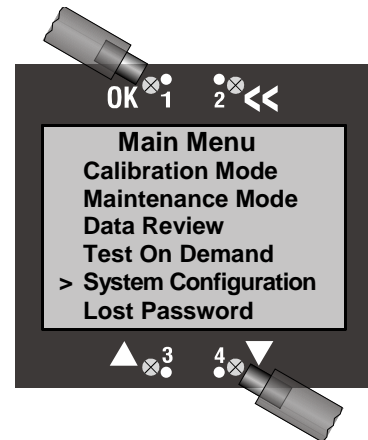 OK 1 2 <<
Main Menu
Calibration Mode
Maintenance Mode
Data Review
Test On Demand
> System Configuration
Lost Password
3 4